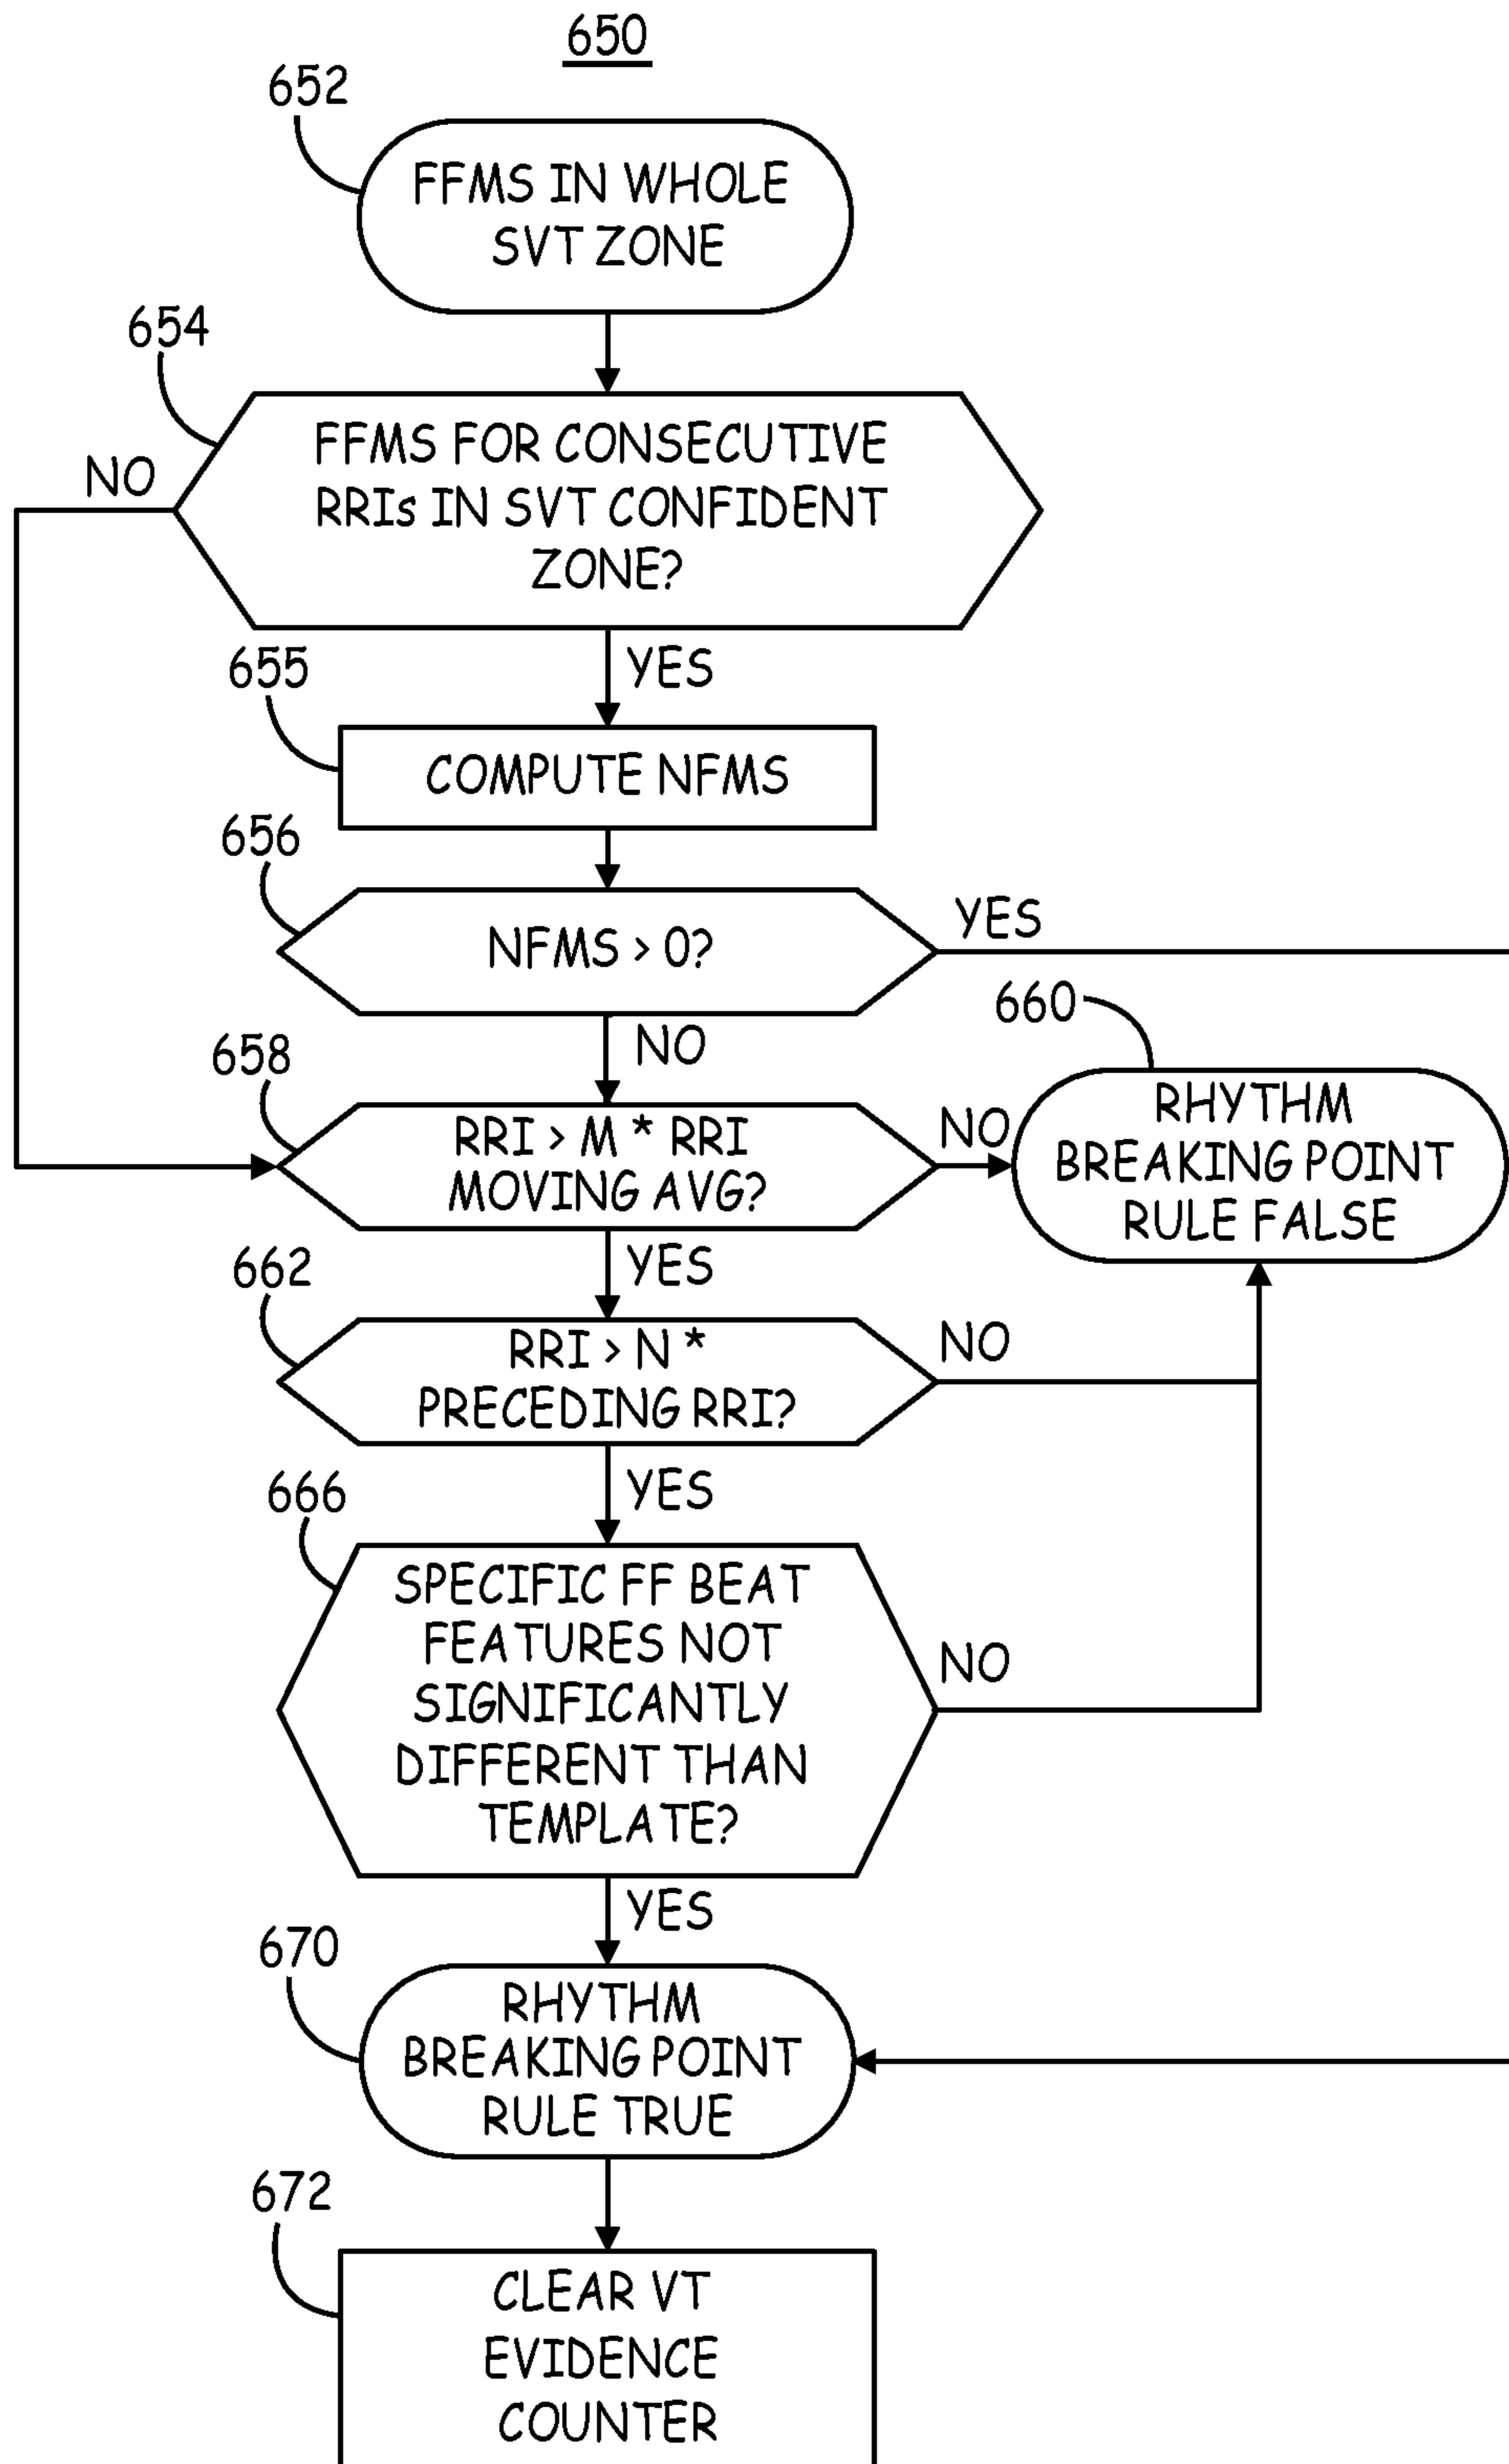 650
652
FFMS IN WHOLE
SVT ZONE
654
NO
FFMS FOR CONSECUTIVE
RRIs IN SVT CONFIDENT
ZONE?
YES
655
COMPUTE NFMS
656
NFMS > 0?
YES
NO
658
RRI > M * RRI
MOVING AVG?
NO
660
RHYTHM
BREAKING POINT
RULE FALSE
YES
662
RRI > N *
PRECEDING RRI?
NO
YES
666
SPECIFIC FF BEAT
FEATURES NOT
SIGNIFICANTLY
DIFFERENT THAN
TEMPLATE?
NO
YES
670
RHYTHM
BREAKING POINT
RULE TRUE
672
CLEAR VT
EVIDENCE
COUNTER